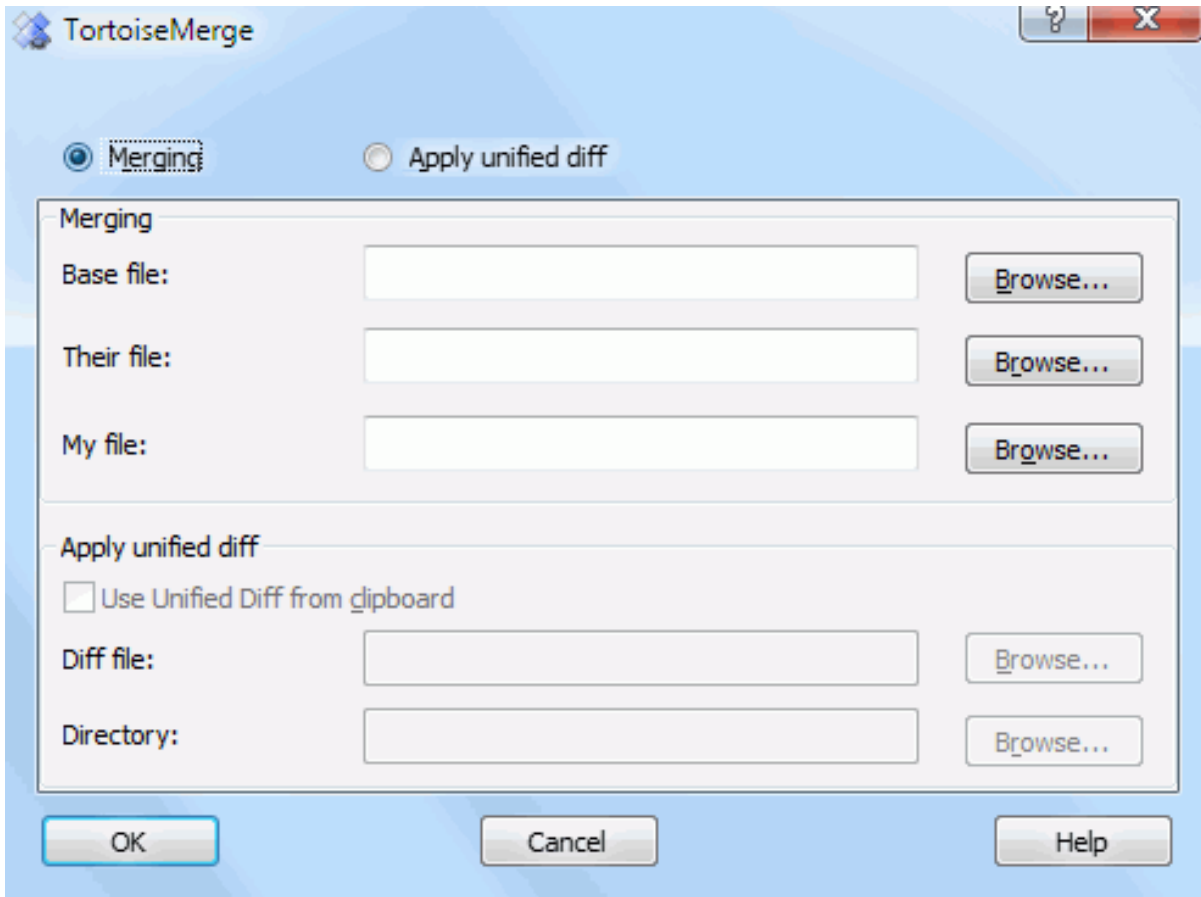 TortoiseMerge
?
X
Merging
Apply unified diff
Merging
Base file:
Browse...
Their file:
Browse...
My file:
Browse...
Apply unified diff
Use Unified Diff from clipboard
Diff file:
Browse...
Directory:
Browse...
OK
Cancel
Help